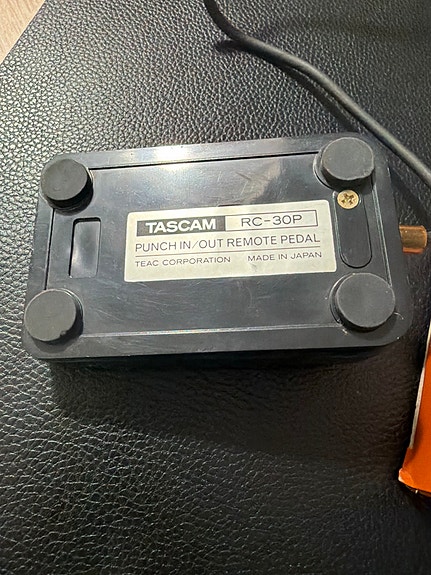 TASCAM RC-30P
PUNCH IN/OUT REMOTE PEDAL
TEAC CORPORATION MADE IN JAPAN